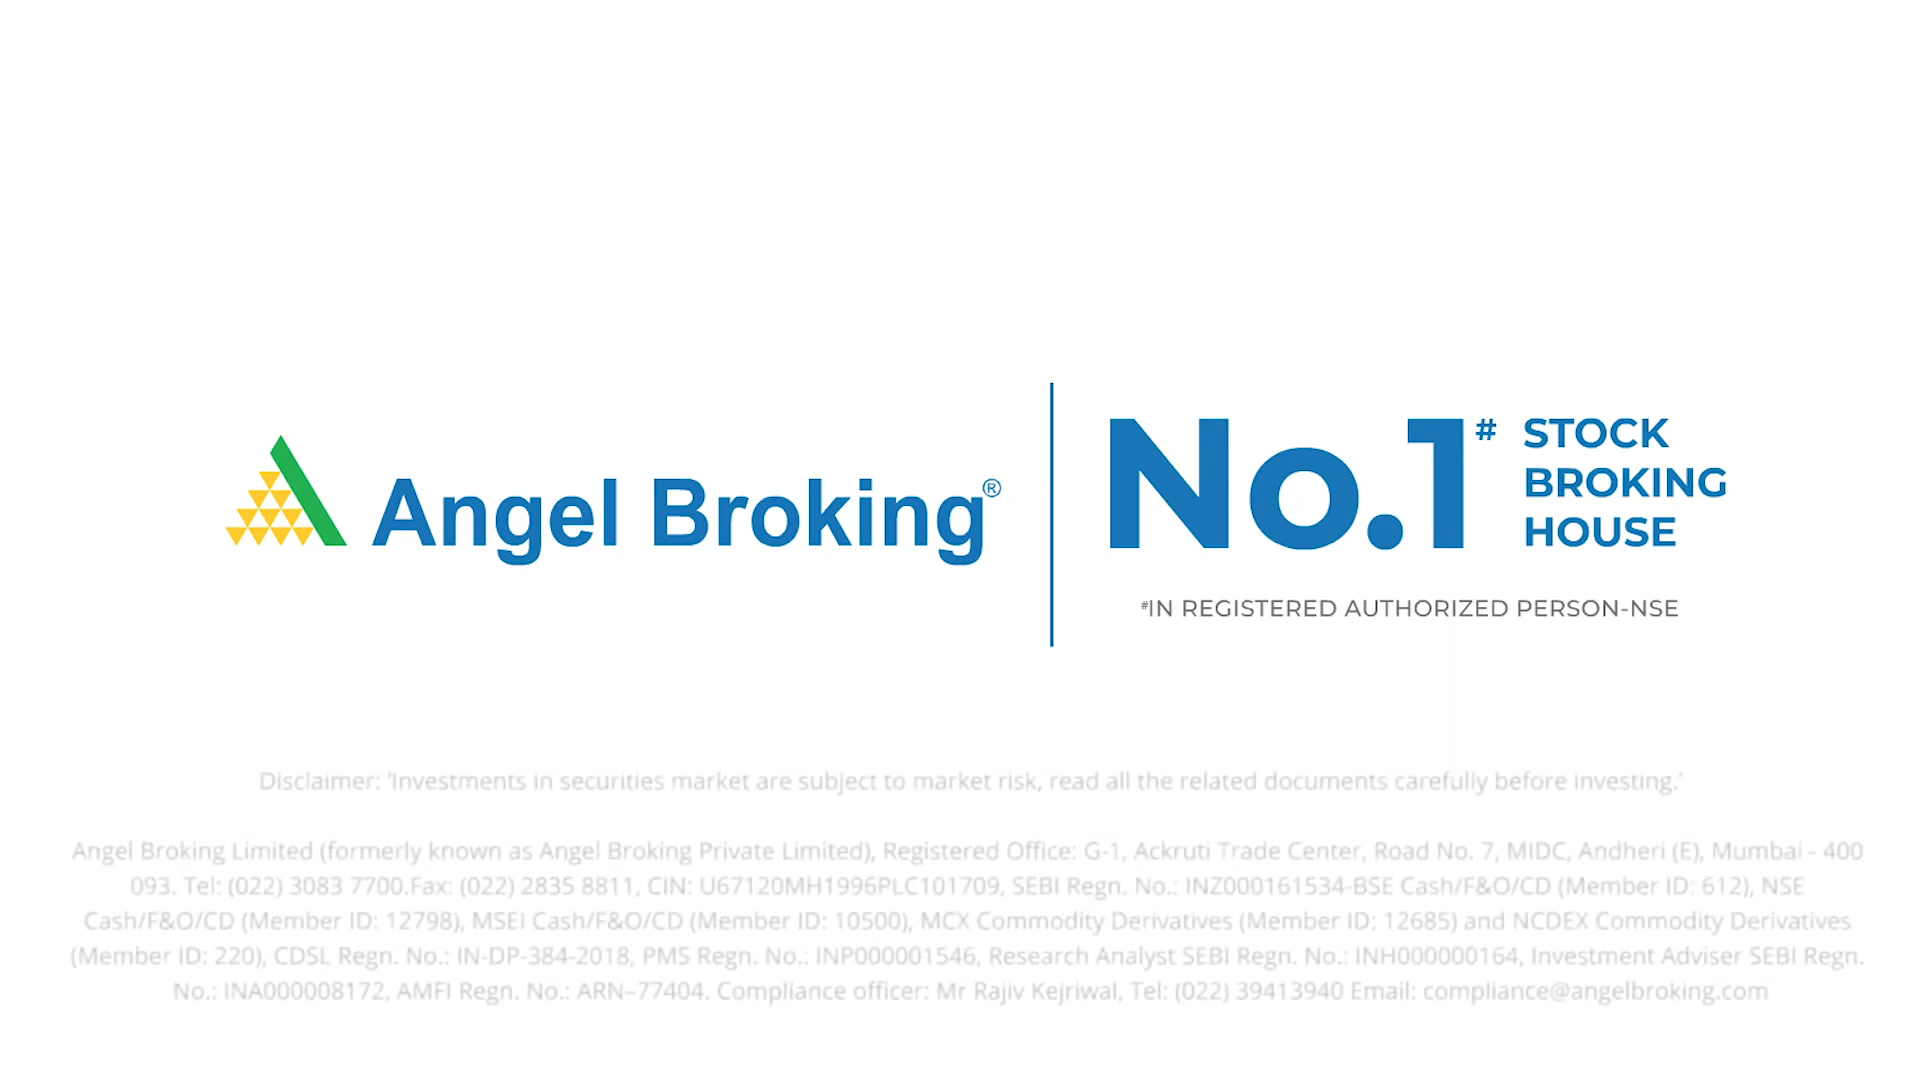 Angel Broking®
No.1# STOCK
BROKING
HOUSE
#IN REGISTERED AUTHORIZED PERSON-NSE
Disclaimer: ‘Investments in securities market are subject to market risk, read all the related documents carefully before investing.’
Angel Broking Limited (formerly known as Angel Broking Private Limited), Registered Office: G-1, Ackruti Trade Center, Road No. 7, MIDC, Andheri (E), Mumbai - 400
093. Tel: (022) 3083 7700.Fax: (022) 2835 8811, CIN: U67120MH1996PLC101709, SEBI Regn. No.: INZ000161534-BSE Cash/F&O/CD (Member ID: 612), NSE
Cash/F&O/CD (Member ID: 12798), MSEI Cash/F&O/CD (Member ID: 10500), MCX Commodity Derivatives (Member ID: 12685) and NCDEX Commodity Derivatives
(Member ID: 220), CDSL Regn. No.: IN-DP-384-2018, PMS Regn. No.: INP000001546, Research Analyst SEBI Regn. No.: INH000000164, Investment Adviser SEBI Regn.
No.: INA000008172, AMFI Regn. No.: ARN–77404. Compliance officer: Mr Rajiv Kejriwal, Tel: (022) 39413940 Email: compliance@angelbroking.com